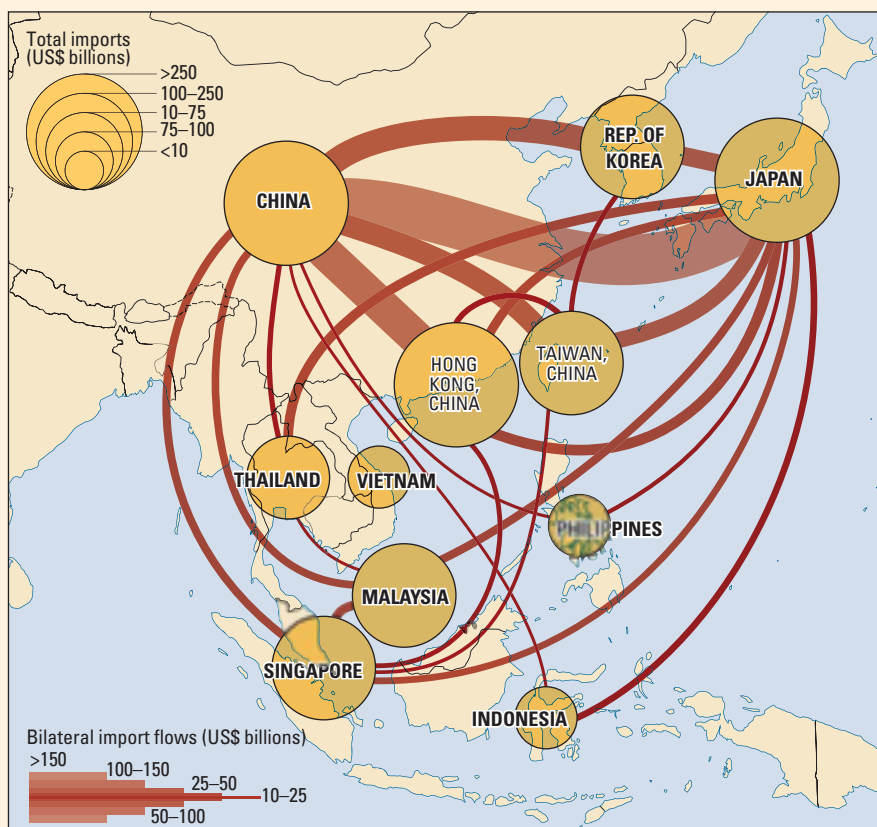 Total imports
(US$ billions)
>250
100–250
10–75
75–100
<10
REP. OF
KOREA
JAPAN
CHINA
HONG
KONG,
CHINA
TAIWAN,
CHINA
THAILAND
VIETNAM
PHILIPPINES
MALAYSIA
SINGAPORE
INDONESIA
Bilateral import flows (US$ billions)
>150
100–150
25–50
10–25
50–100